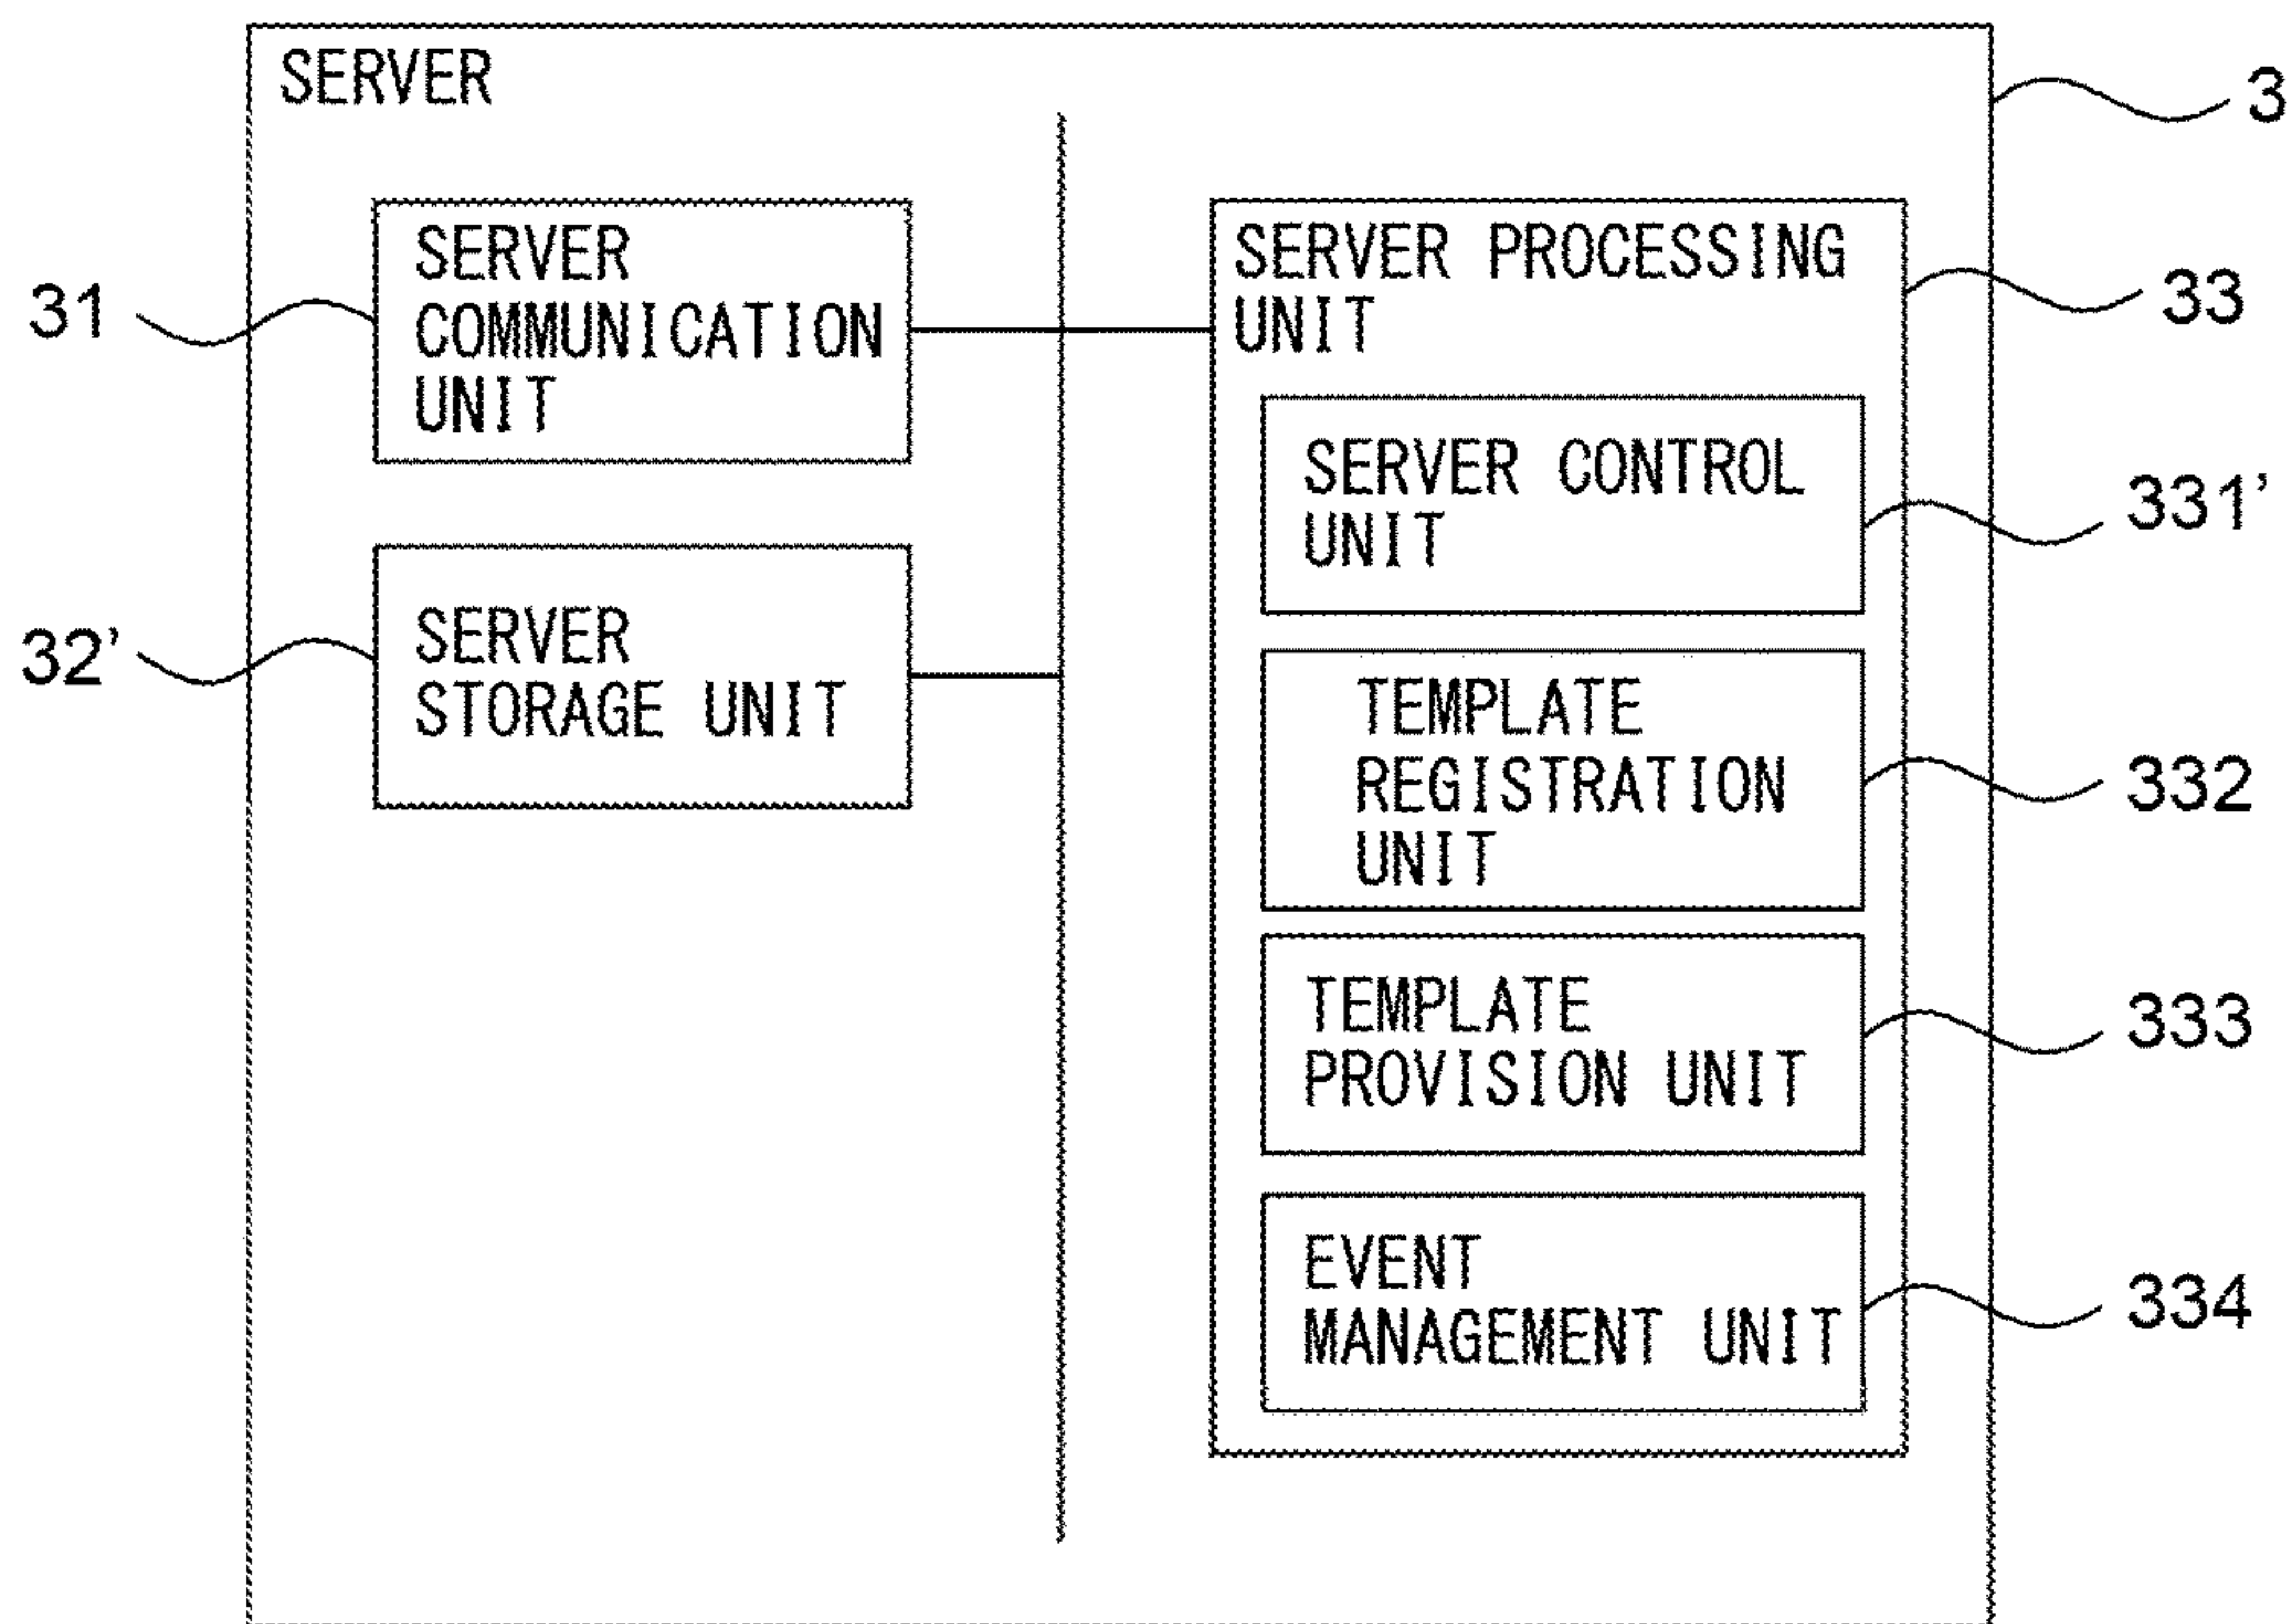 SERVER
3
SERVER
COMMUNICATION
UNIT
31
SERVER
STORAGE UNIT
32'
SERVER PROCESSING
UNIT
33
SERVER CONTROL
UNIT
331'
TEMPLATE
REGISTRATION
UNIT
332
TEMPLATE
PROVISION UNIT
333
EVENT
MANAGEMENT UNIT
334